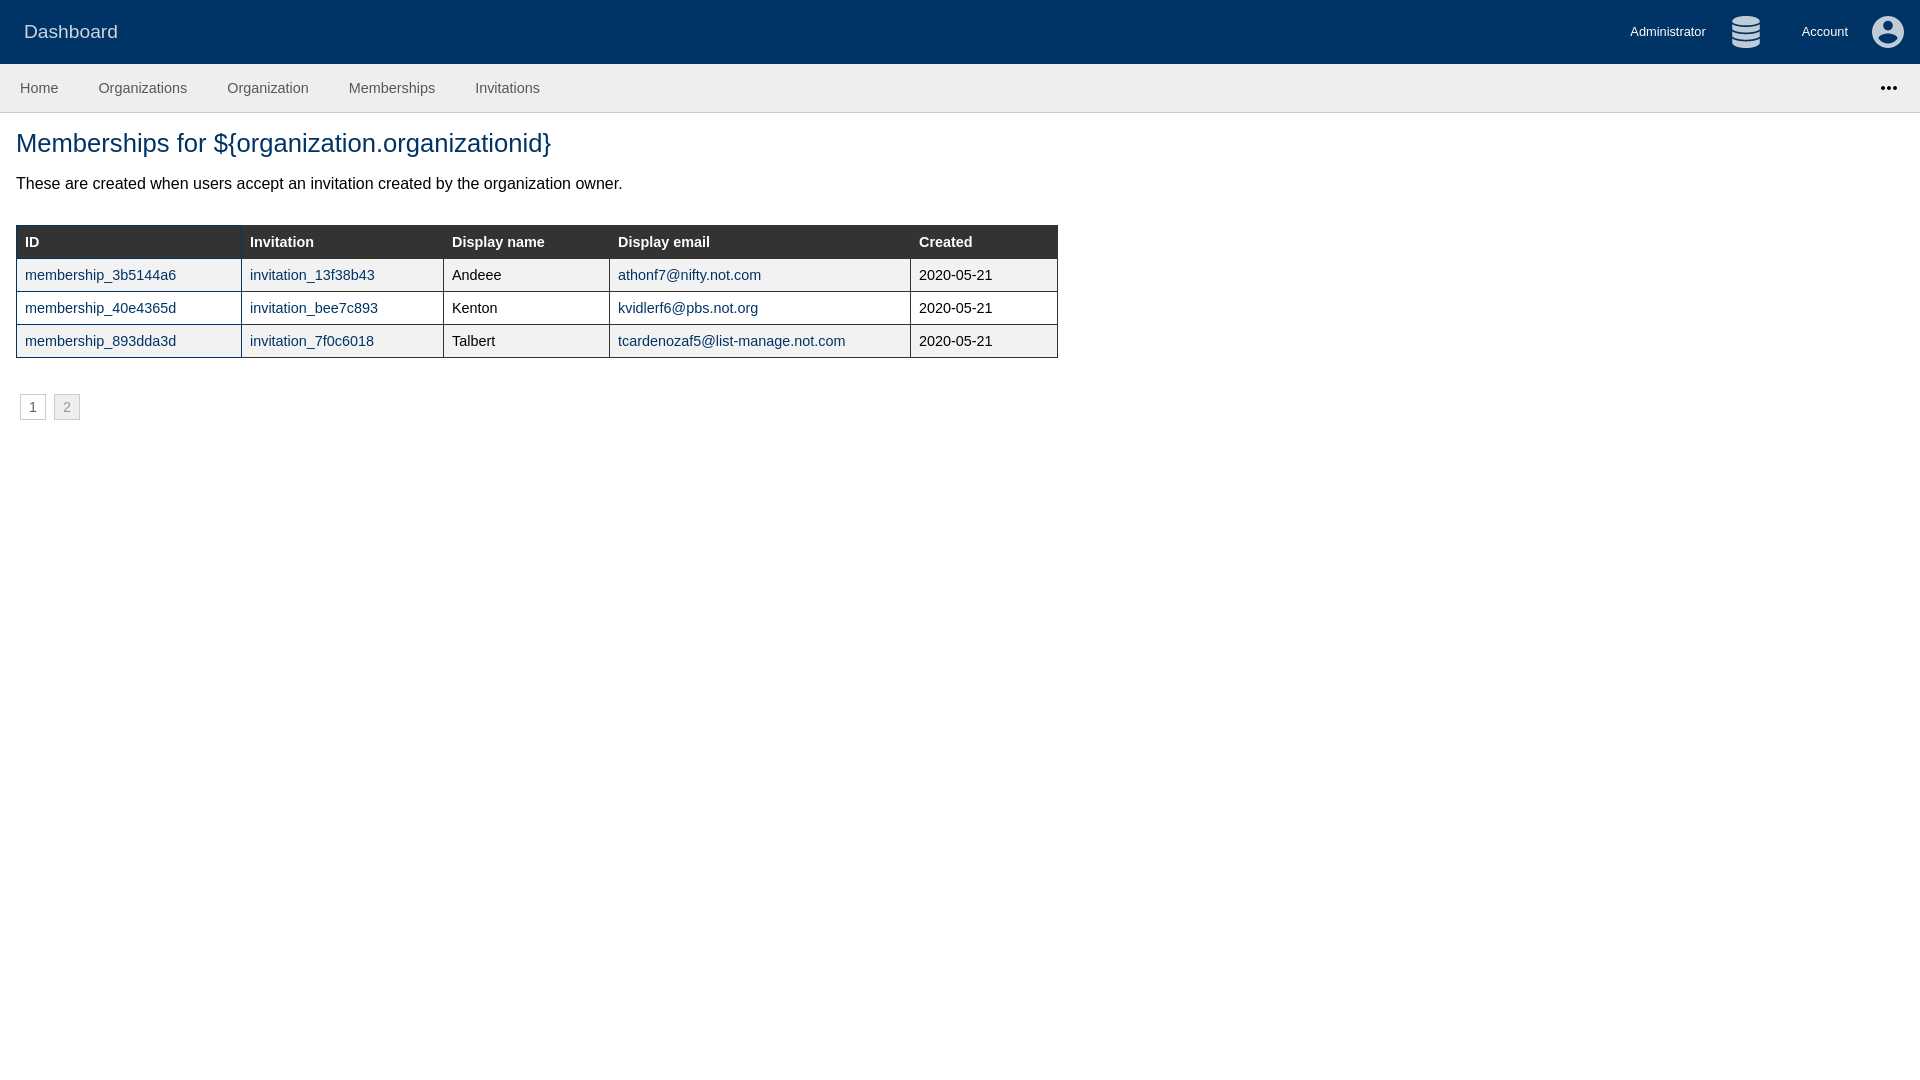 Dashboard
Administrator
Account
Home Organizations Organization Memberships Invitations
Memberships for ${organization.organizationid}
These are created when users accept an invitation created by the organization owner.
ID Invitation Display name Display email Created
membership_3b5144a6 invitation_13f38b43 Andeee athonf7@nifty.not.com 2020-05-21
membership_40e4365d invitation_bee7c893 Kenton kvidlerf6@pbs.not.org 2020-05-21
membership_893dda3d invitation_7f0c6018 Talbert tcardenozaf5@list-manage.not.com 2020-05-21
1 2